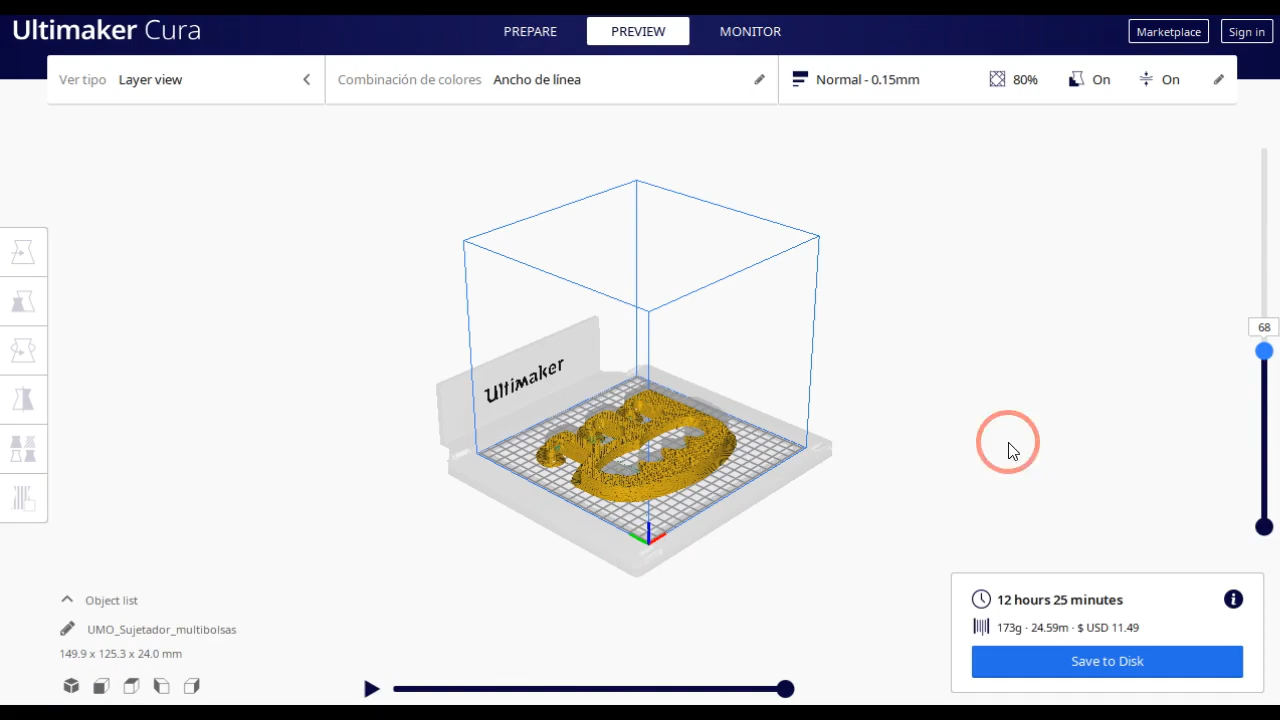 Ultimaker Cura
PREPARE
PREVIEW
MONITOR
Marketplace
Sign in
Ver tipo Layer view
Combinación de colores Ancho de línea
Normal - 0.15mm
80%
On
On
68
Ultimaker
Object list
UMO_Sujetador_multibolsas
149.9 x 125.3 x 24.0 mm
12 hours 25 minutes
173g · 24.59m · $ USD 11.49
Save to Disk